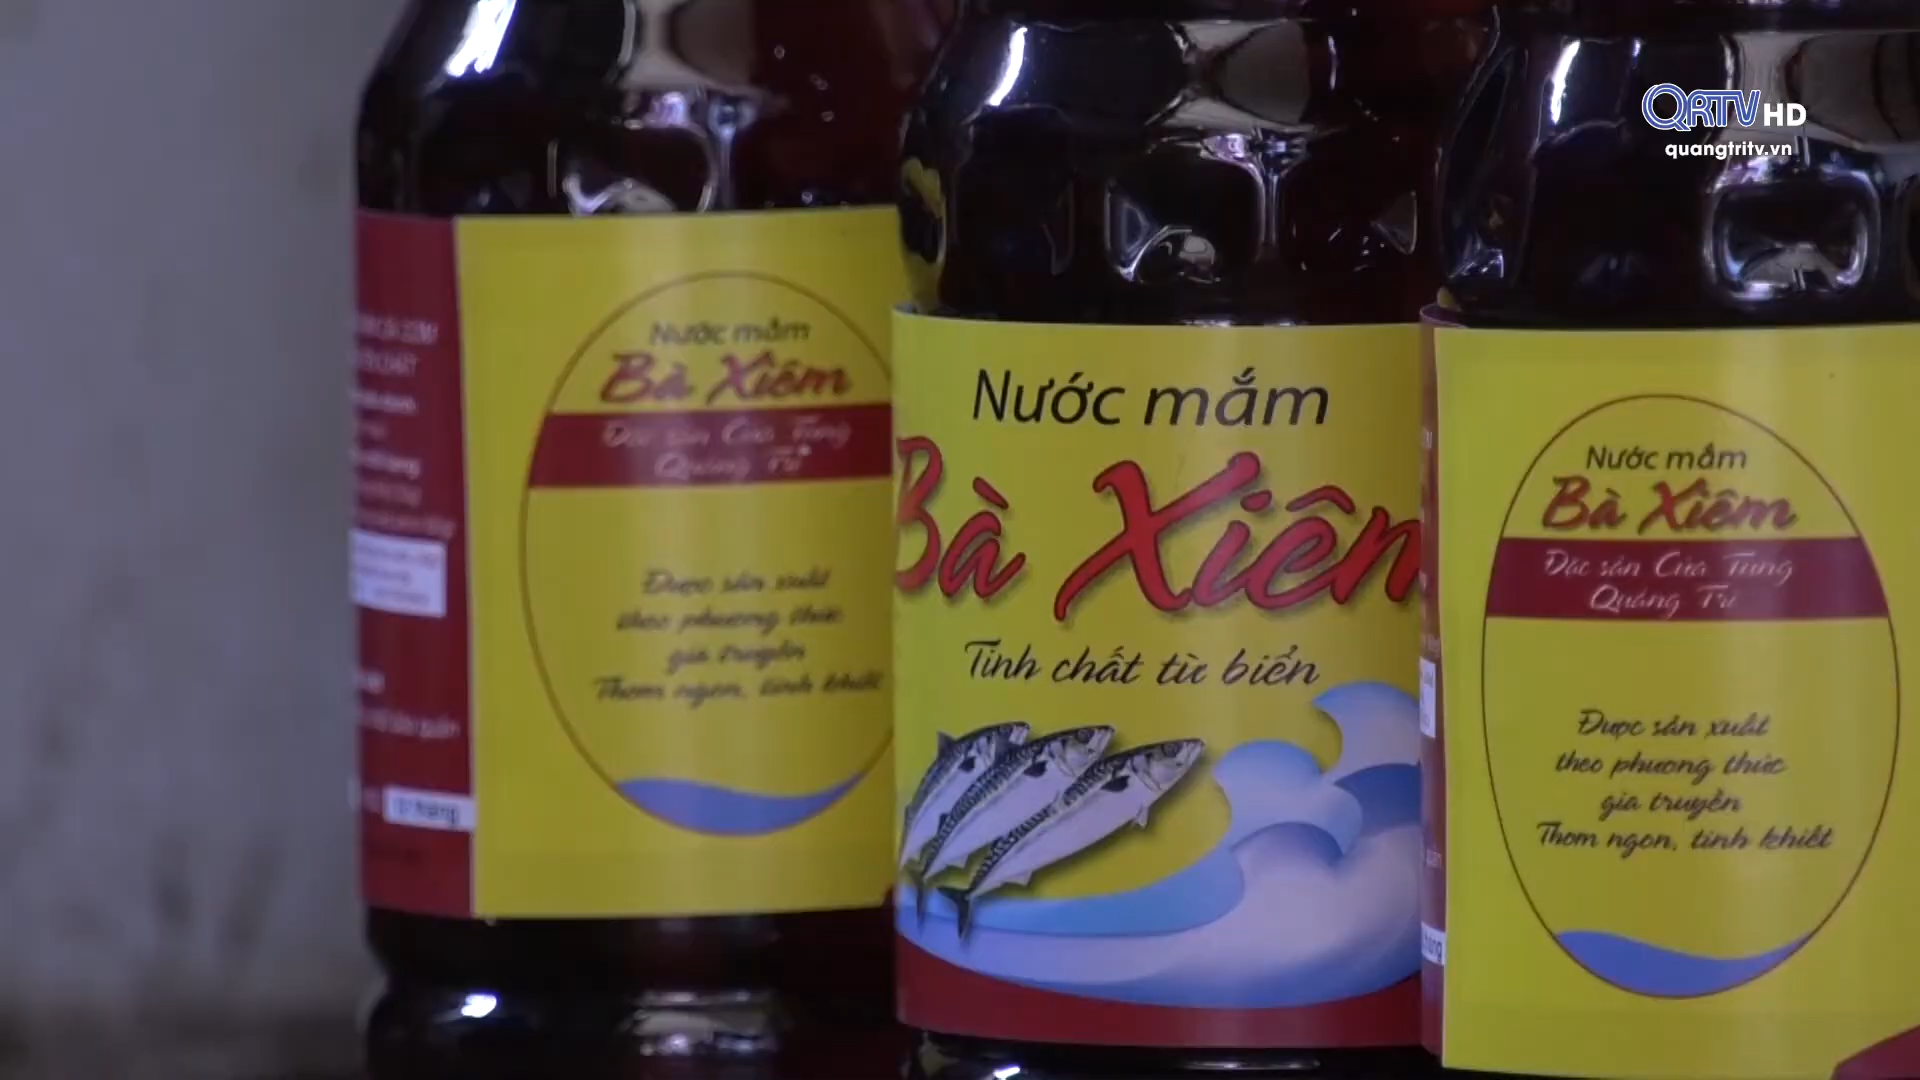 QRTV HD
quangtritv.vn
Nước mắm
Bà Xiêm
Đặc sản Cửa Tùng
Quảng Trị
Được sản xuất
theo phương thức
gia truyền
Thơm ngon, tinh khiết
Nước mắm
Bà Xiêm
Tinh chất từ biển
Nước mắm
Bà Xiêm
Đặc sản Cửa Tùng
Quảng Trị
Được sản xuất
theo phương thức
gia truyền
Thơm ngon, tinh khiết